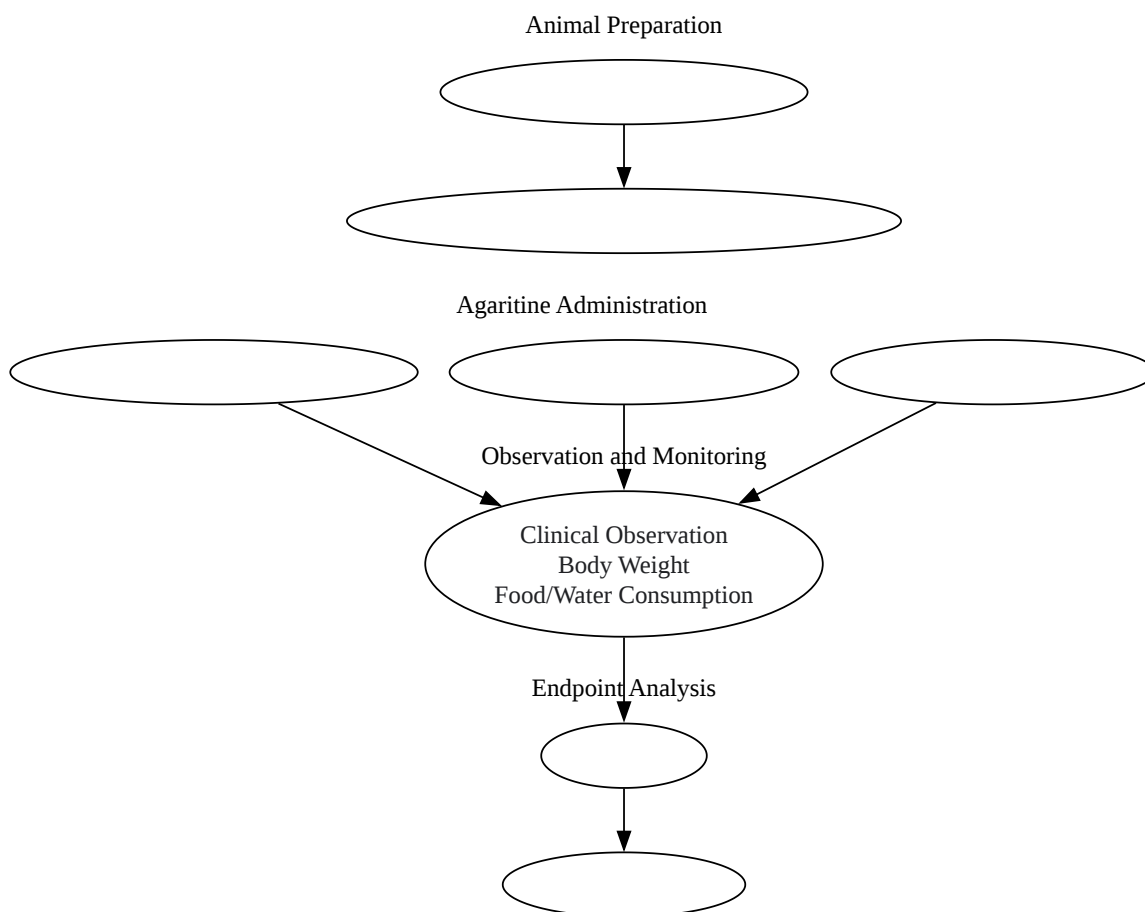 Animal Preparation
Agaritine Administration
Observation and Monitoring
Clinical Observation
Body Weight
Food/Water Consumption
Endpoint Analysis